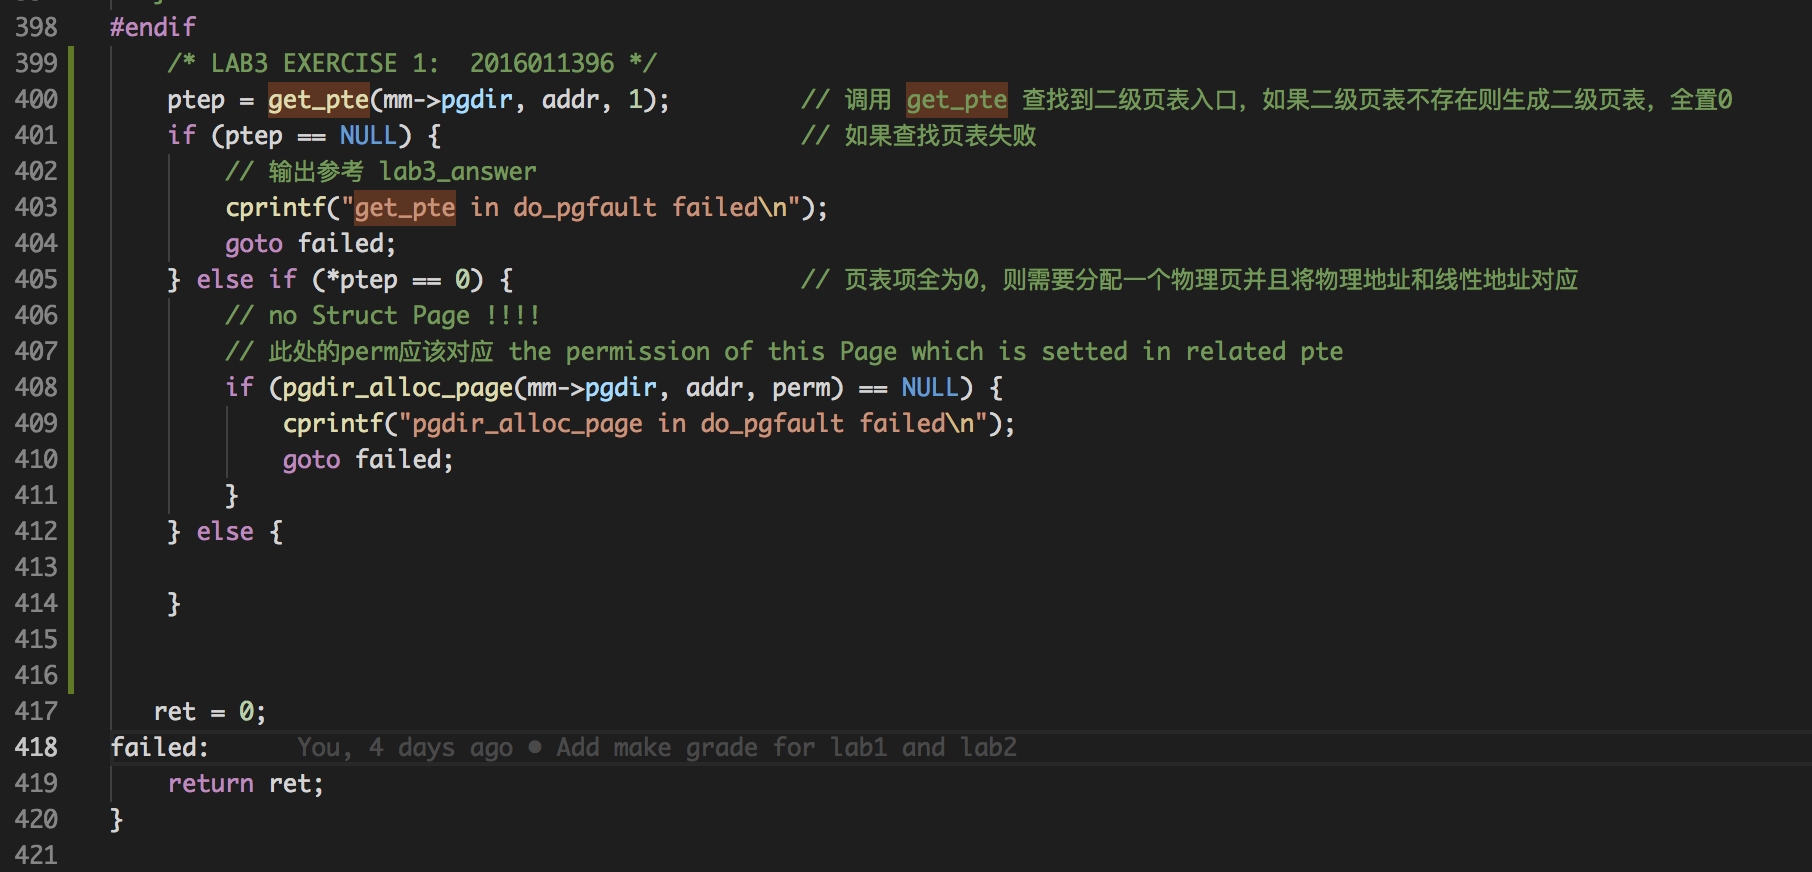 398 #endif
399 /* LAB3 EXERCISE 1:  2016011396 */
400 ptep = get_pte(mm->pgdir, addr, 1); // 调用 get_pte 查找到二级页表入口，如果二级页表不存在则生成二级页表，全置0
401 if (ptep == NULL) { // 如果查找页表失败
402 // 输出参考 lab3_answer
403 cprintf("get_pte in do_pgfault failed\n");
404 goto failed;
405 } else if (*ptep == 0) { // 页表项全为0，则需要分配一个物理页并且将物理地址和线性地址对应
406 // no Struct Page !!!!
407 // 此处的perm应该对应 the permission of this Page which is setted in related pte
408 if (pgdir_alloc_page(mm->pgdir, addr, perm) == NULL) {
409 cprintf("pgdir_alloc_page in do_pgfault failed\n");
410 goto failed;
411 }
412 } else {
413
414 }
415
416
417 ret = 0;
418 failed: You, 4 days ago • Add make grade for lab1 and lab2
419 return ret;
420 }
421